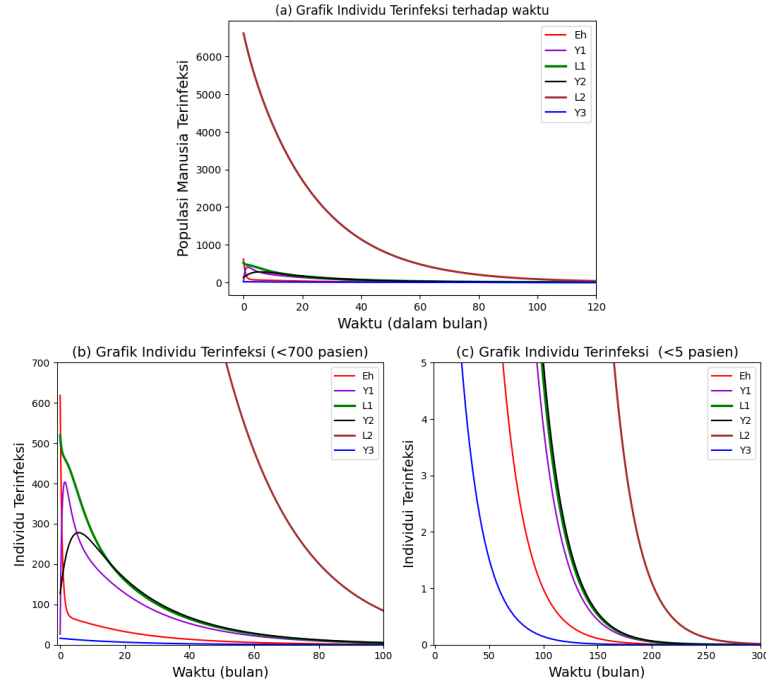 (a) Grafik Individu Terinfeksi terhadap waktu
Populasi Manusia Terinfeksi
6000
5000
4000
3000
2000
1000
0
Eh
Y1
L1
Y2
L2
Y3
0 20 40 60 80 100 120
Waktu (dalam bulan)
(b) Grafik Individu Terinfeksi (<700 pasien)
Individu Terinfeksi
700
600
500
400
300
200
100
0
Eh
Y1
L1
Y2
L2
Y3
0 20 40 60 80 100
Waktu (bulan)
(c) Grafik Individu Terinfeksi (<5 pasien)
Individui Terinfeksi
5
4
3
2
1
0
Eh
Y1
L1
Y2
L2
Y3
0 50 100 150 200 250 300
Waktu (bulan)